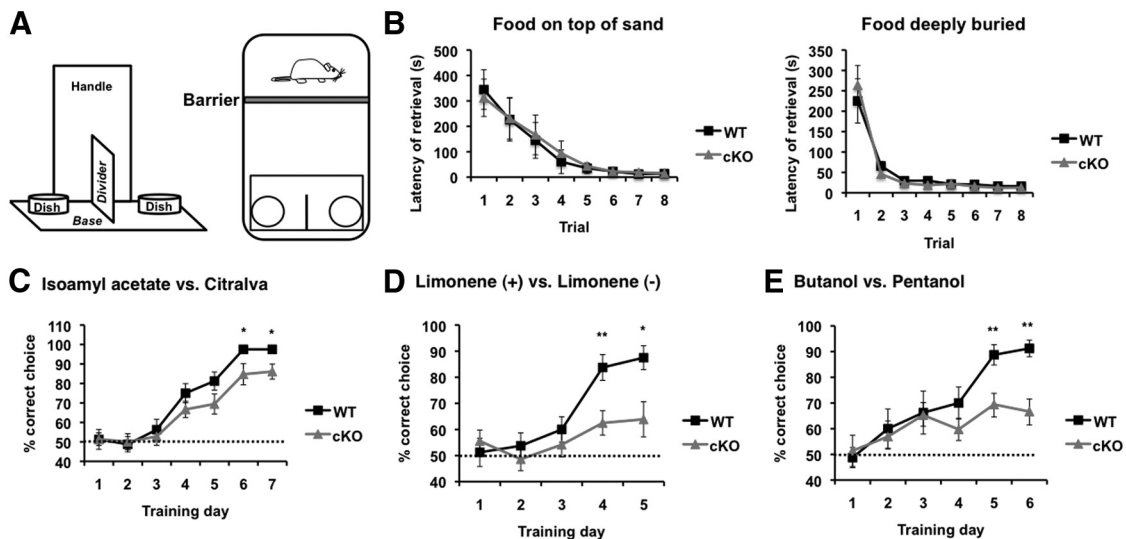 A
Handle
Divider
Dish
Dish
Base
Barrier
B
Food on top of sand
Latency of retrieval (s)
500
400
300
200
100
0
1 2 3 4 5 6 7 8
Trial
WT
cKO
Food deeply buried
Latency of retrieval (s)
350
300
250
200
150
100
50
0
1 2 3 4 5 6 7 8
Trial
WT
cKO
C Isoamyl acetate vs. Citralva
% correct choice
110
100
90
80
70
60
50
40
* *
1 2 3 4 5 6 7
Training day
WT
cKO
D Limonene (+) vs. Limonene (-)
% correct choice
100
90
80
70
60
50
40
** *
1 2 3 4 5
Training day
WT
cKO
E Butanol vs. Pentanol
% correct choice
100
90
80
70
60
50
40
** **
1 2 3 4 5 6
Training day
WT
cKO